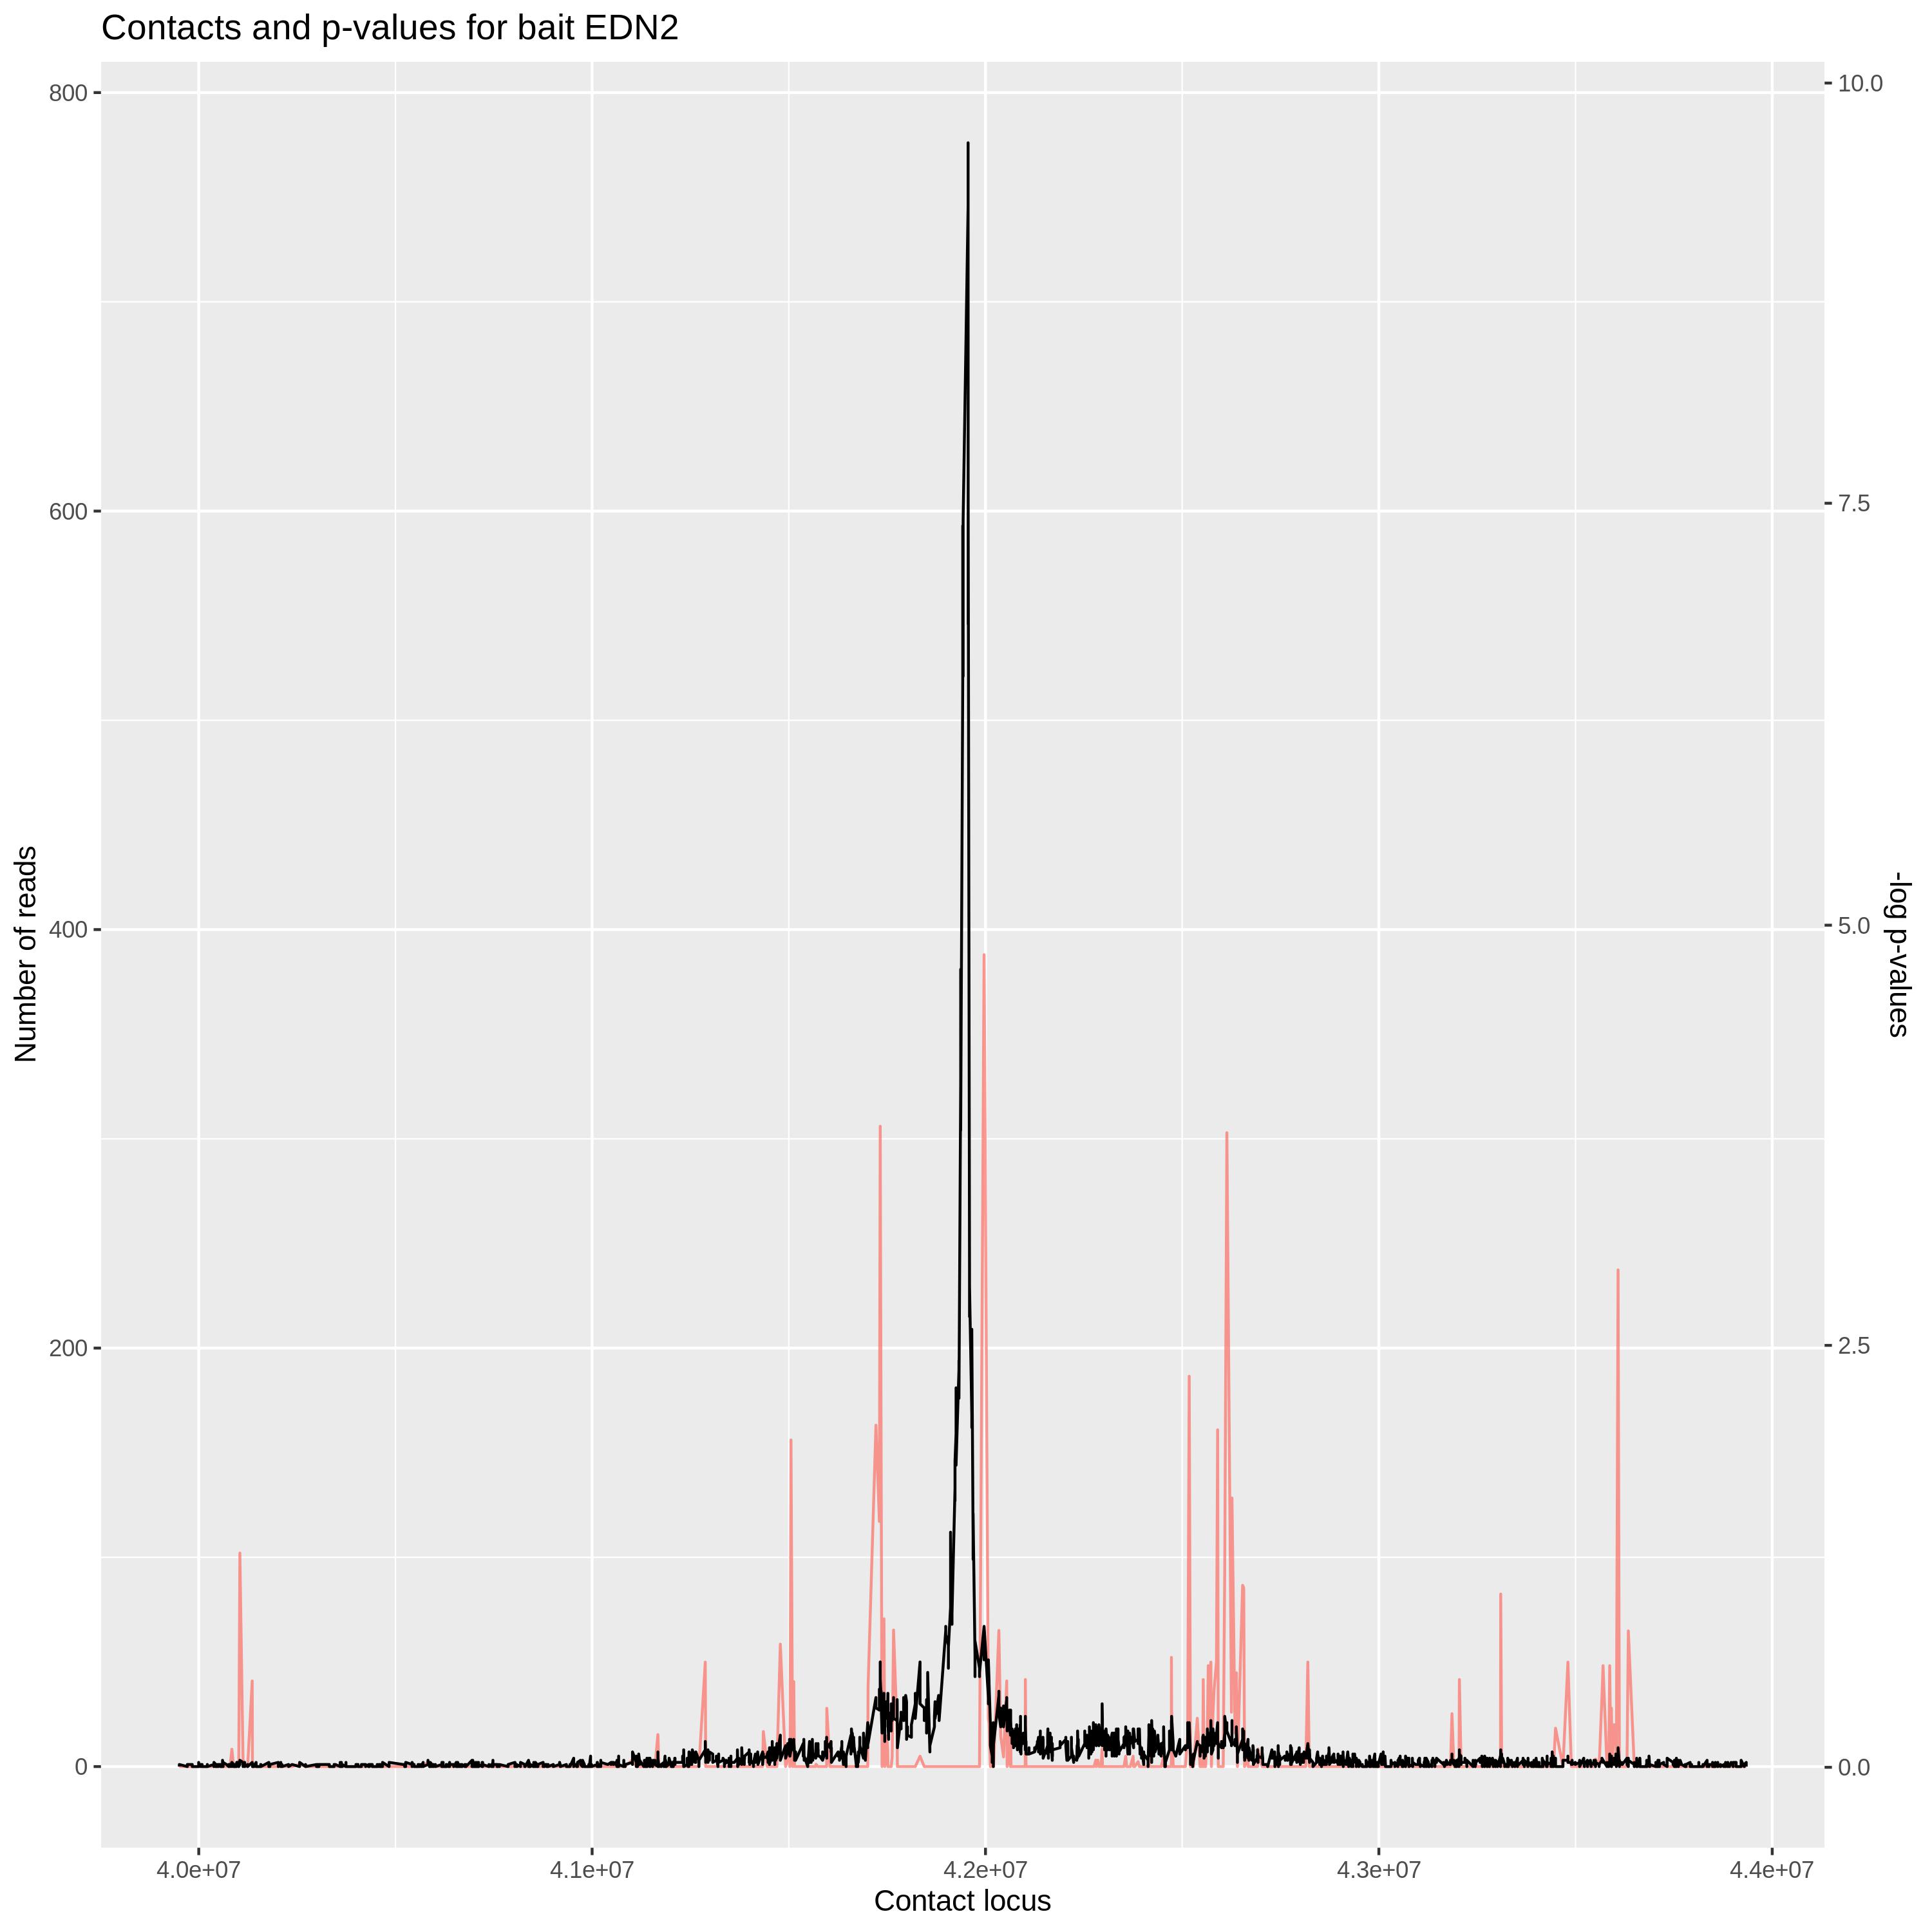 Contacts and p-values for bait EDN2
800
600
400
200
0
10.0
7.5
5.0
2.5
0.0
Number of reads
-log p-values
4.0e+07
4.1e+07
4.2e+07
4.3e+07
4.4e+07
Contact locus